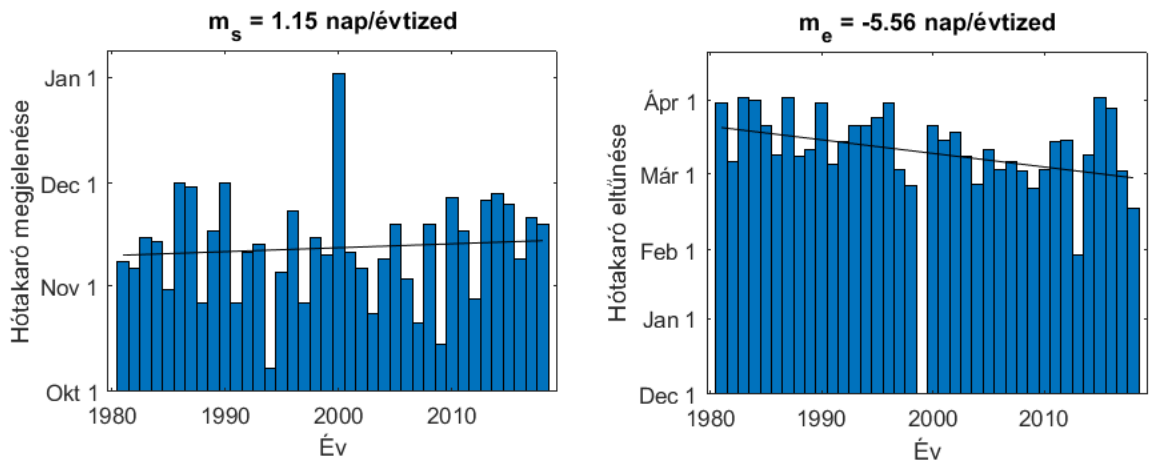 m_s = 1.15 nap/évtized
Jan 1
Dec 1
Nov 1
Okt 1
Hótakaró megjelenése
1980
1990
2000
2010
Év
m_e = -5.56 nap/évtized
Ápr 1
Már 1
Feb 1
Jan 1
Dec 1
Hótakaró eltűnése
1980
1990
2000
2010
Év